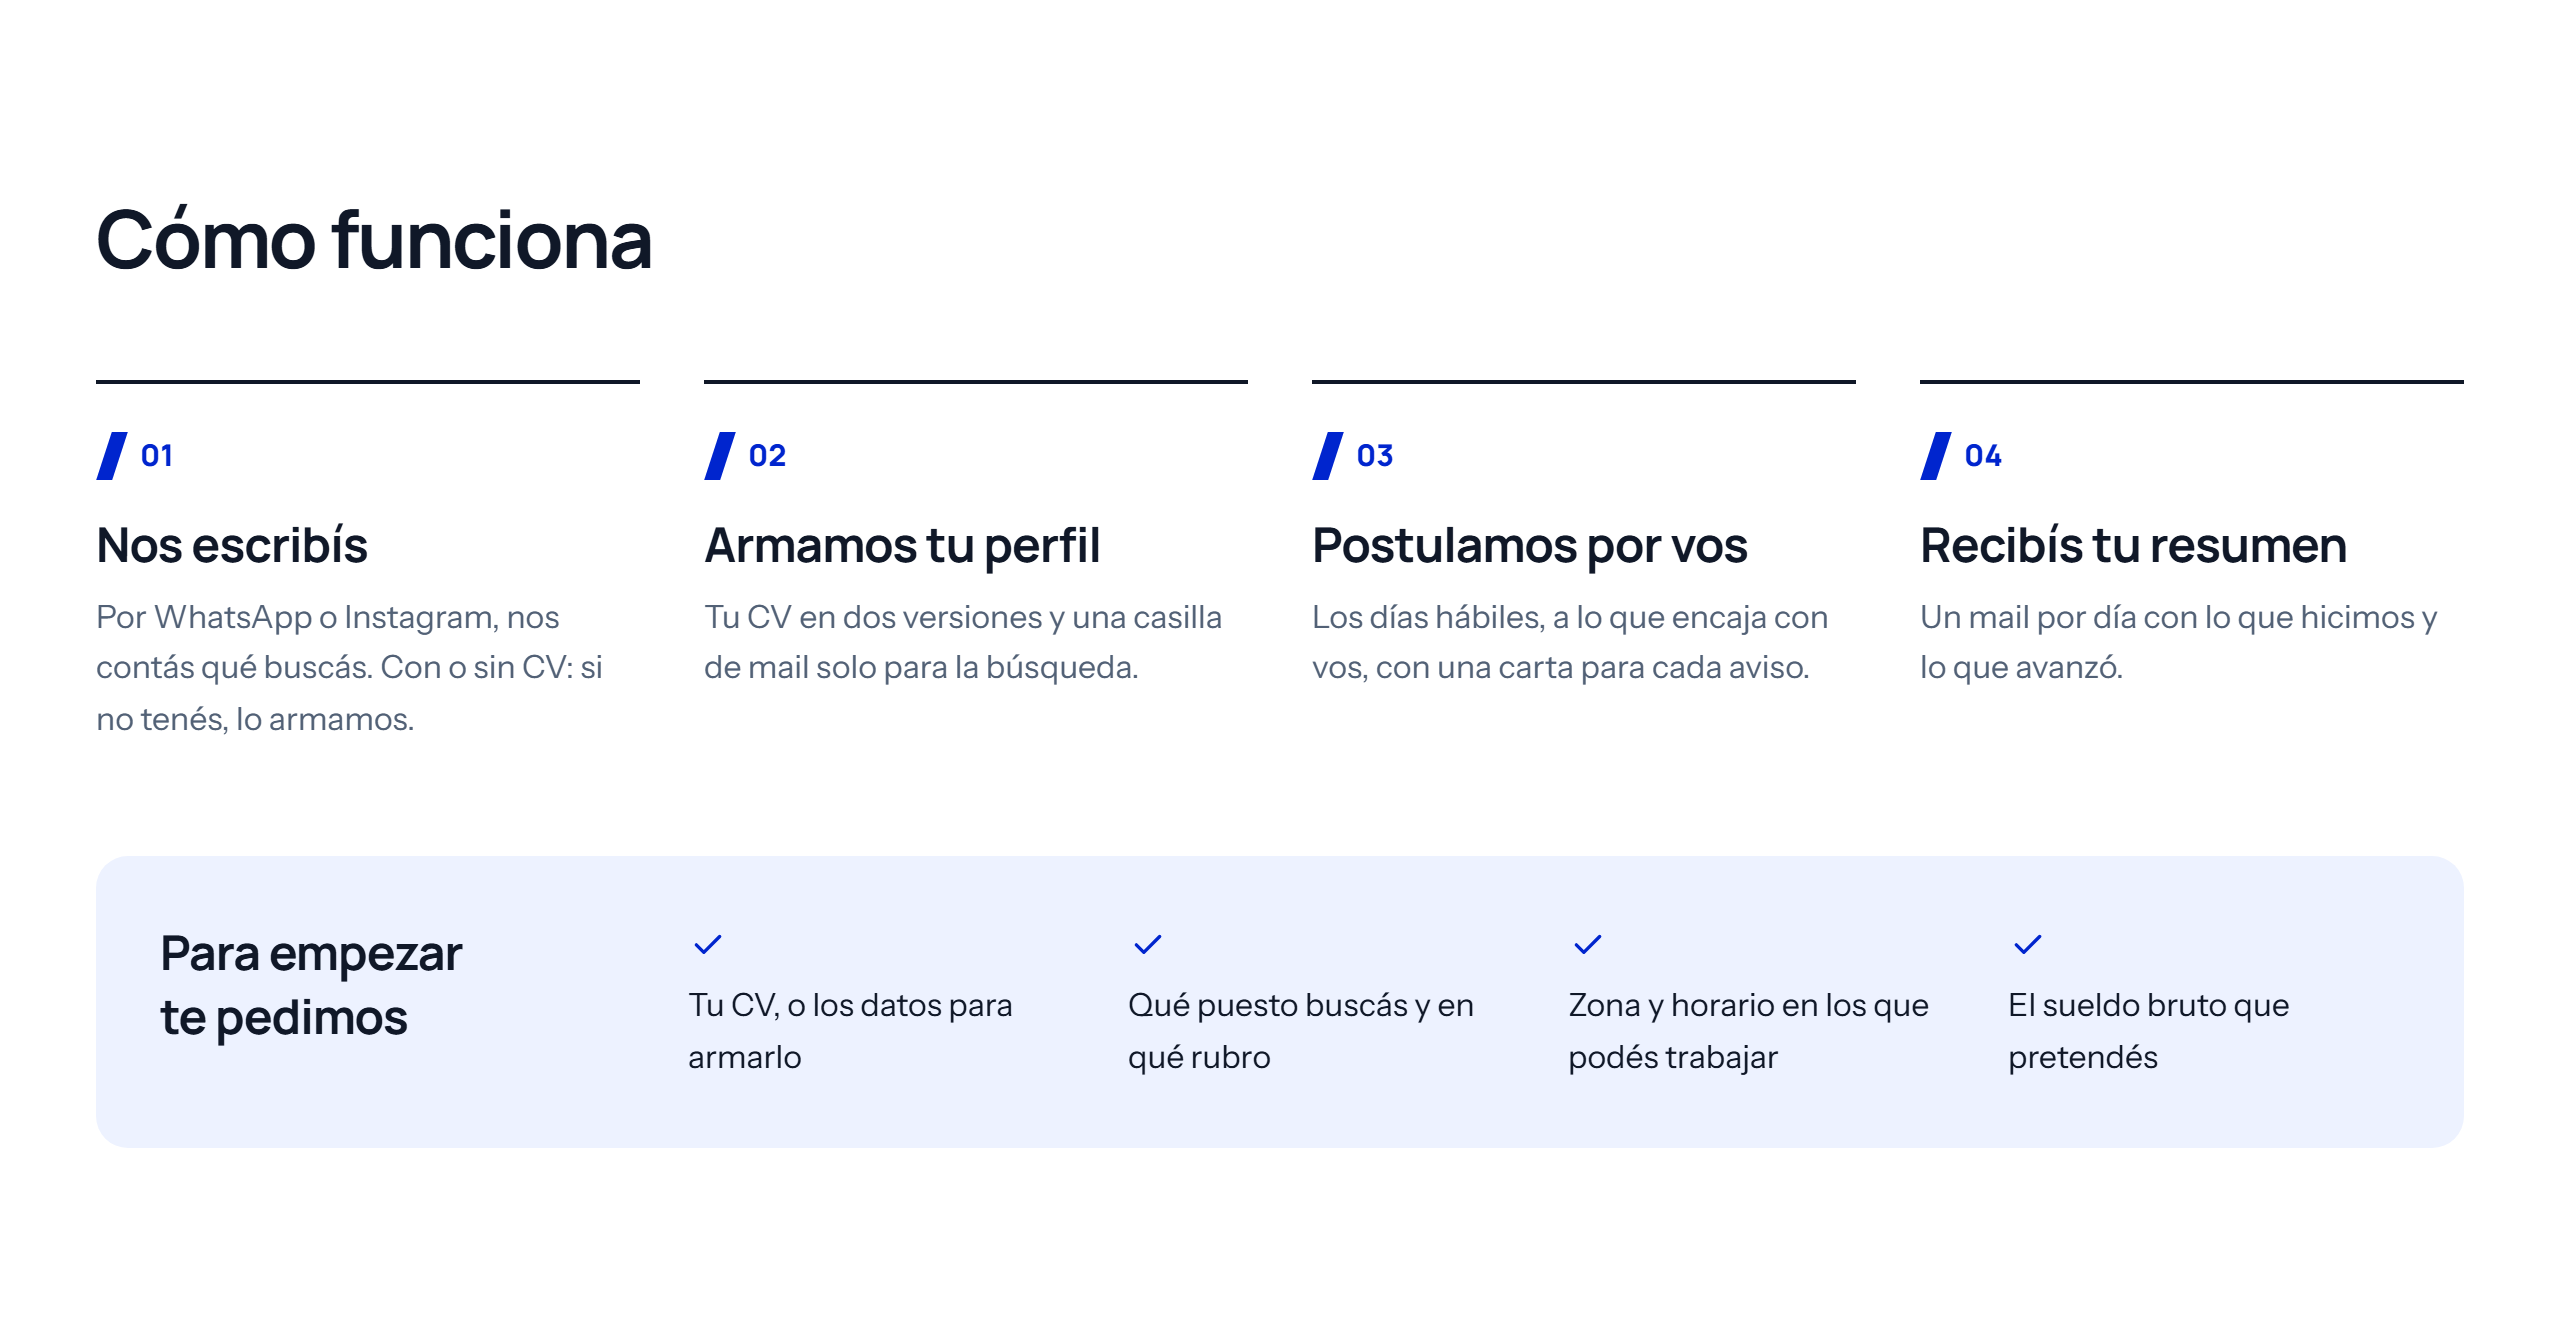 Cómo funciona
01
Nos escribís
Por WhatsApp o Instagram, nos
contás qué buscás. Con o sin CV: si
no tenés, lo armamos.
02
Armamos tu perfil
Tu CV en dos versiones y una casilla
de mail solo para la búsqueda.
03
Postulamos por vos
Los días hábiles, a lo que encaja con
vos, con una carta para cada aviso.
04
Recibís tu resumen
Un mail por día con lo que hicimos y
lo que avanzó.
Para empezar
te pedimos
Tu CV, o los datos para
armarlo
Qué puesto buscás y en
qué rubro
Zona y horario en los que
podés trabajar
El sueldo bruto que
pretendés